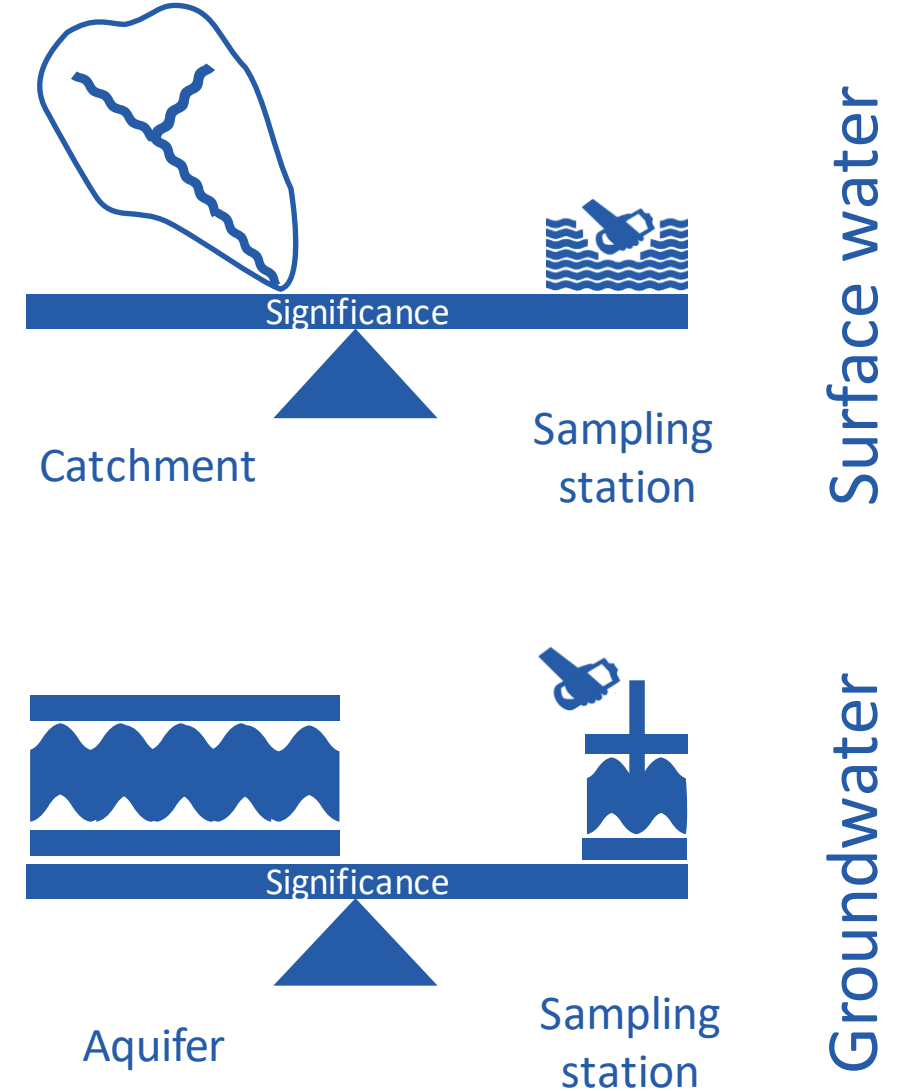 Significance
Catchment
Sampling
station
Surface water
Significance
Aquifer
Sampling
station
Groundwater